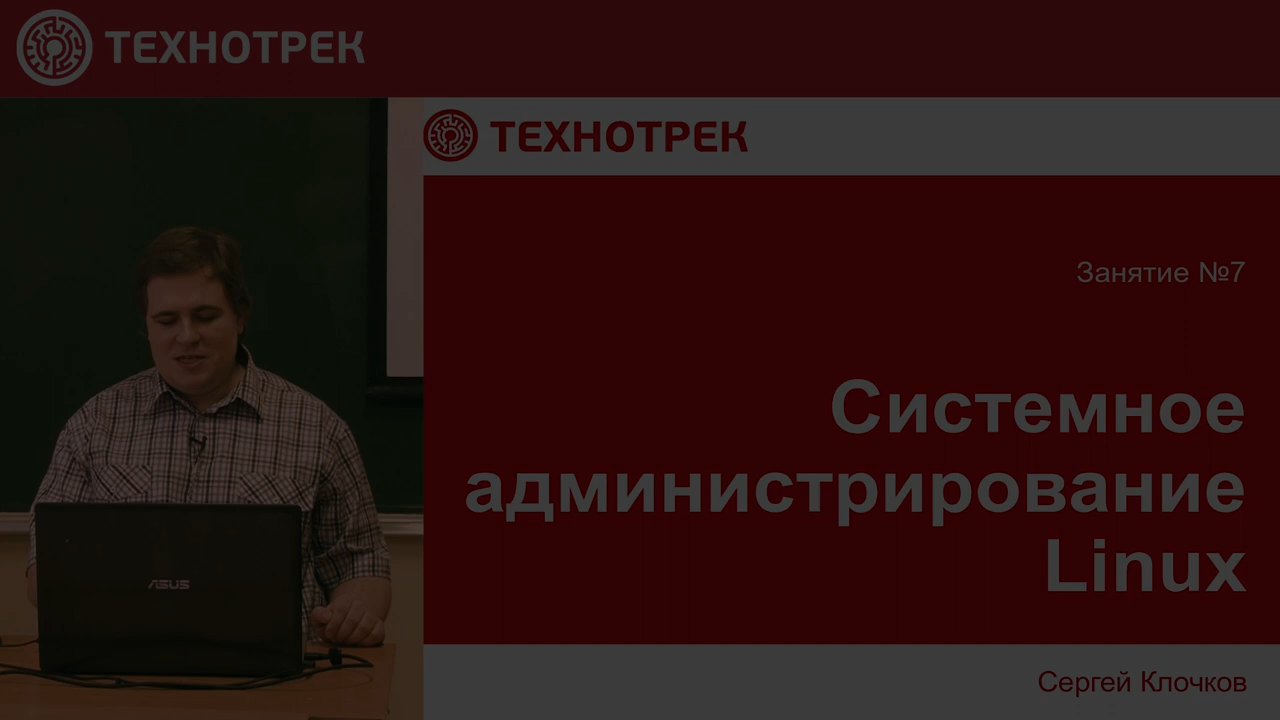 ТЕХНОТРЕК
ТЕХНОТРЕК
Занятие №7
Системное
администрирование
Linux
ASUS
Сергей Клочков